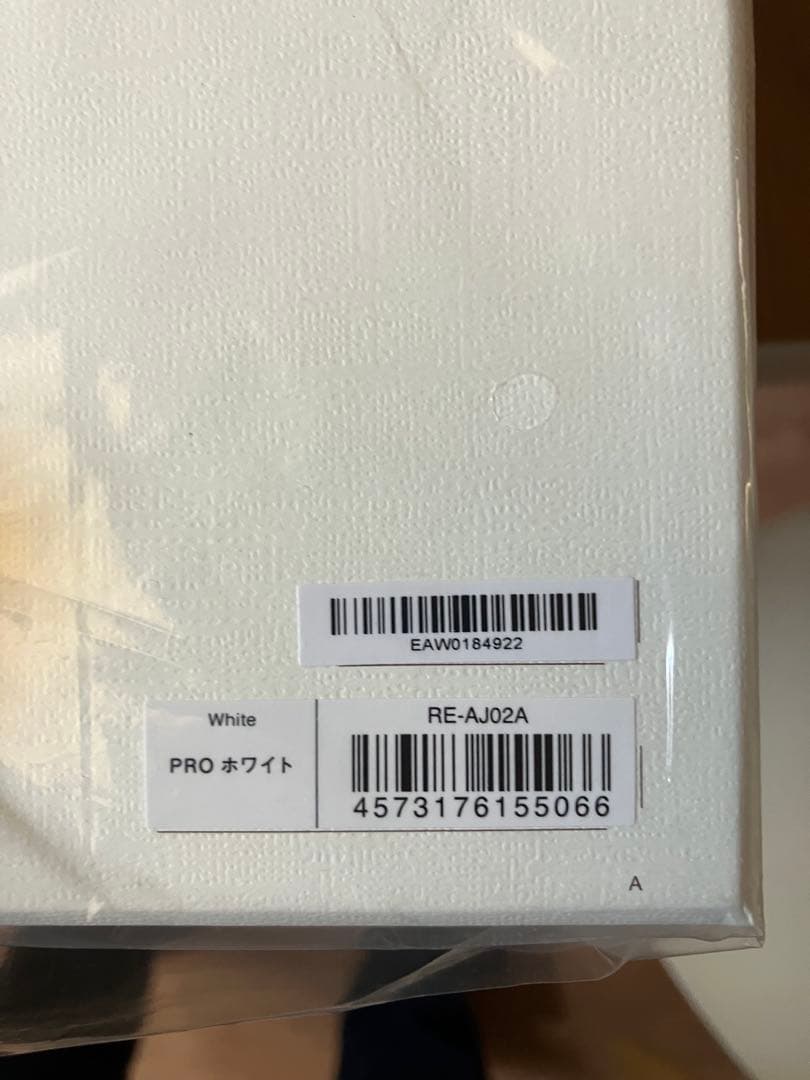 EAW0184922
White
PRO ホワイト
RE-AJ02A
4573176155066
A